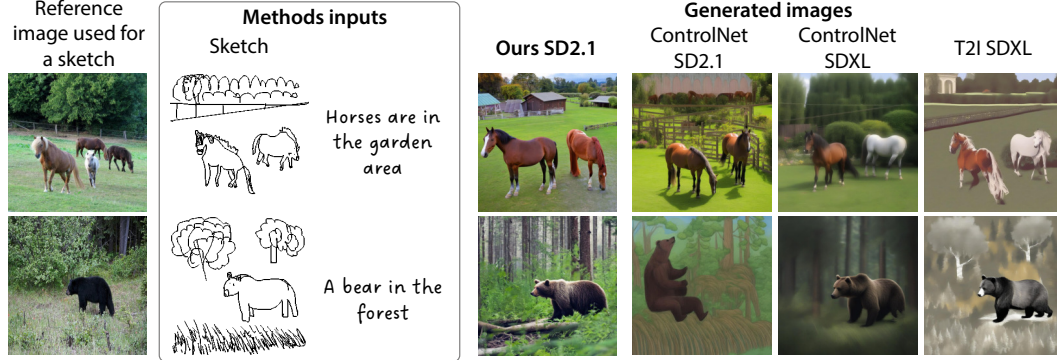 Reference
image used for
a sketch
Methods inputs
Sketch
Horses are in
the garden
area
A bear in the
forest
Generated images
Ours SD2.1
ControlNet
SD2.1
ControlNet
SDXL
T2I SDXL